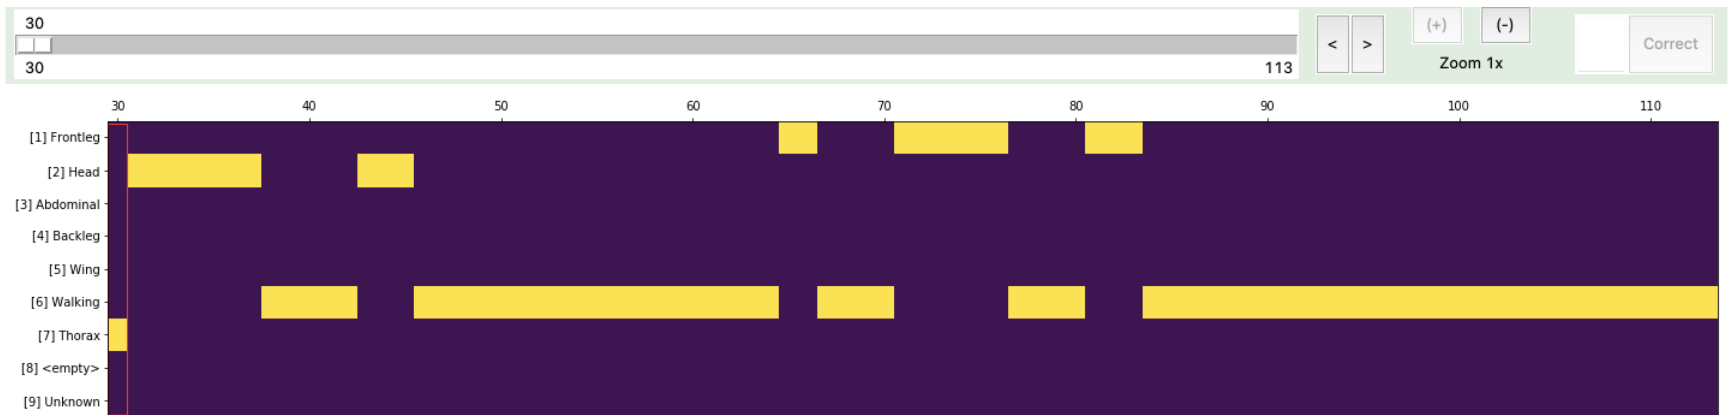 30
30 113
< >
(+) (-)
Zoom 1x
Correct
30 40 50 60 70 80 90 100 110
[1] Frontleg
[2] Head
[3] Abdominal
[4] Backleg
[5] Wing
[6] Walking
[7] Thorax
[8] <empty>
[9] Unknown